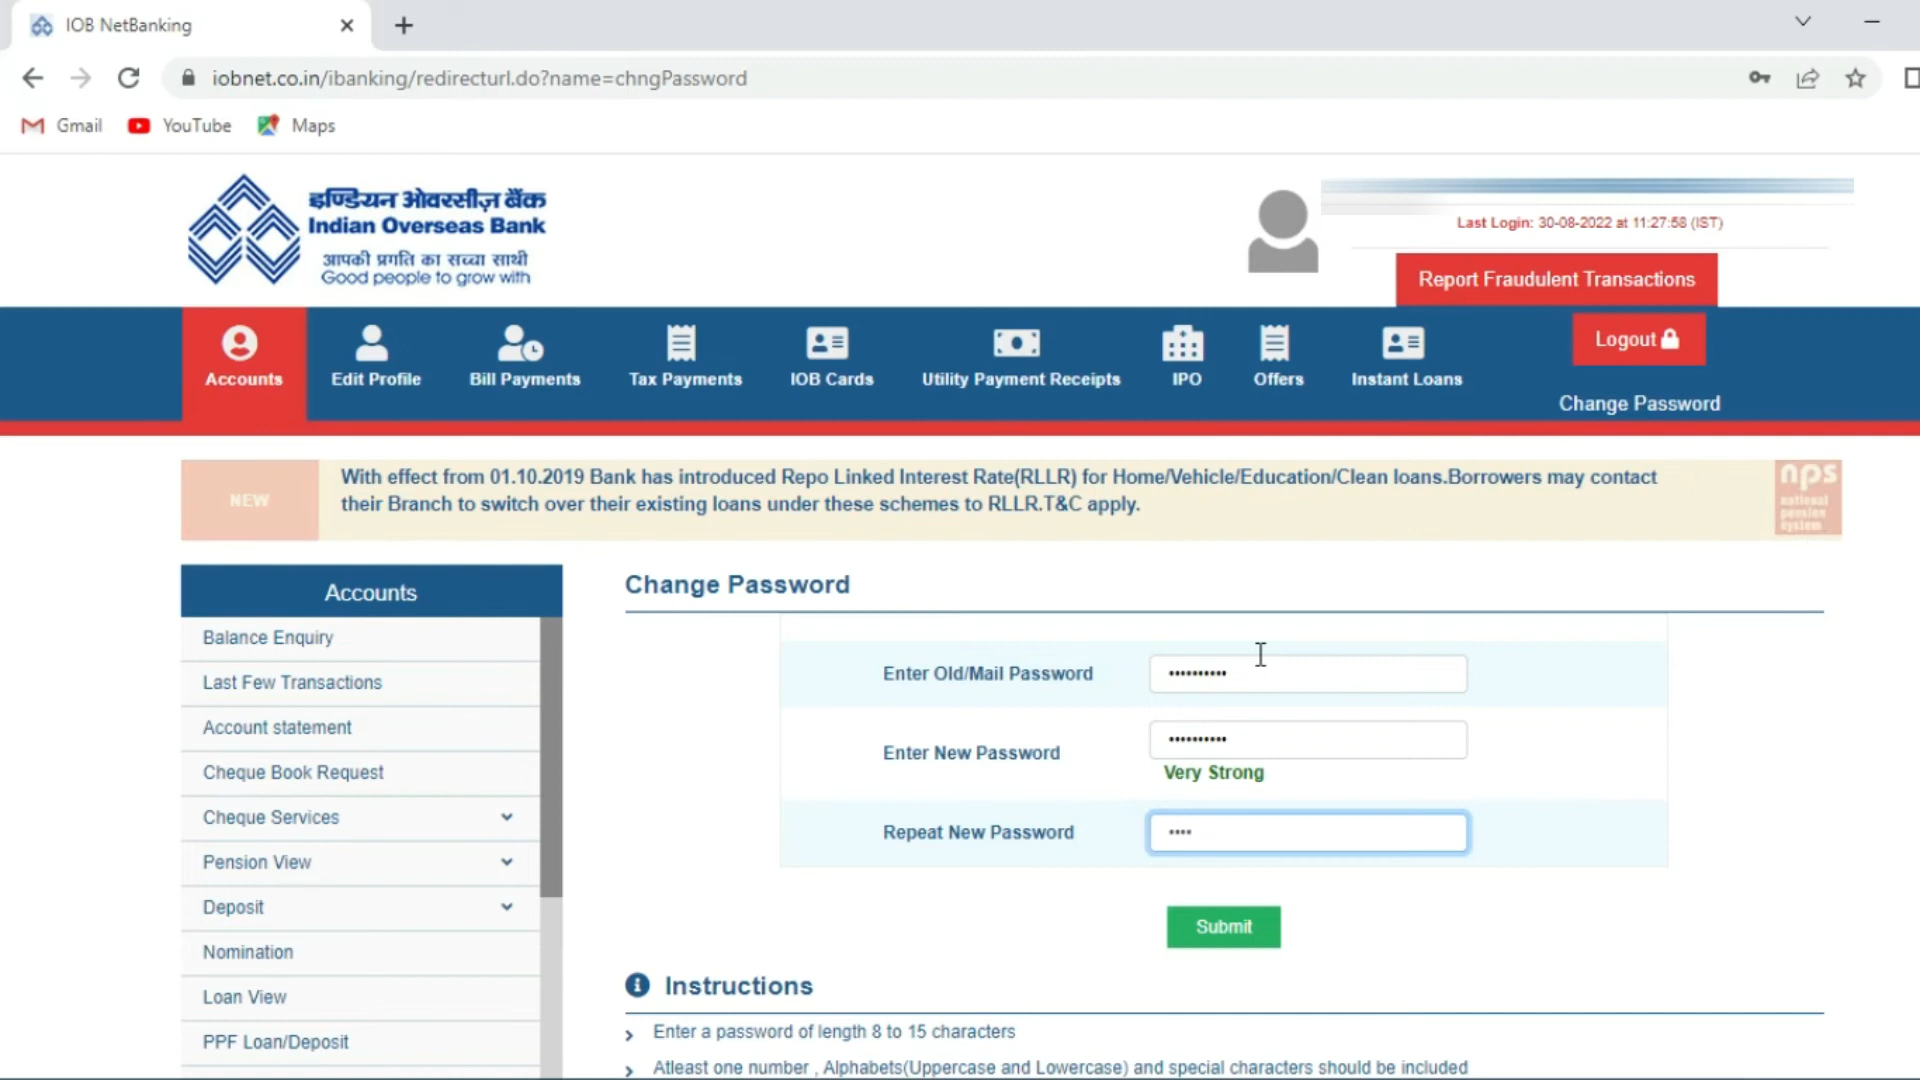 IOB NetBanking
iobnet.co.in/ibanking/redirecturl.do?name=chngPassword
Gmail YouTube Maps
इण्डियन ओवरसीज़ बैंक
Indian Overseas Bank
आपकी प्रगति का सच्चा साथी
Good people to grow with
Last Login: 30-08-2022 at 11:27:58 (IST)
Report Fraudulent Transactions
Accounts Edit Profile Bill Payments Tax Payments IOB Cards Utility Payment Receipts IPO Offers Instant Loans
Logout
Change Password
NEW
With effect from 01.10.2019 Bank has introduced Repo Linked Interest Rate(RLLR) for Home/Vehicle/Education/Clean loans.Borrowers may contact
their Branch to switch over their existing loans under these schemes to RLLR.T&C apply.
nps
national
pension
system
Accounts
Balance Enquiry
Last Few Transactions
Account statement
Cheque Book Request
Cheque Services
Pension View
Deposit
Nomination
Loan View
PPF Loan/Deposit
Change Password
Enter Old/Mail Password ••••••••••
Enter New Password ••••••••••
Very Strong
Repeat New Password ••••
Submit
Instructions
Enter a password of length 8 to 15 characters
Atleast one number , Alphabets(Uppercase and Lowercase) and special characters should be included